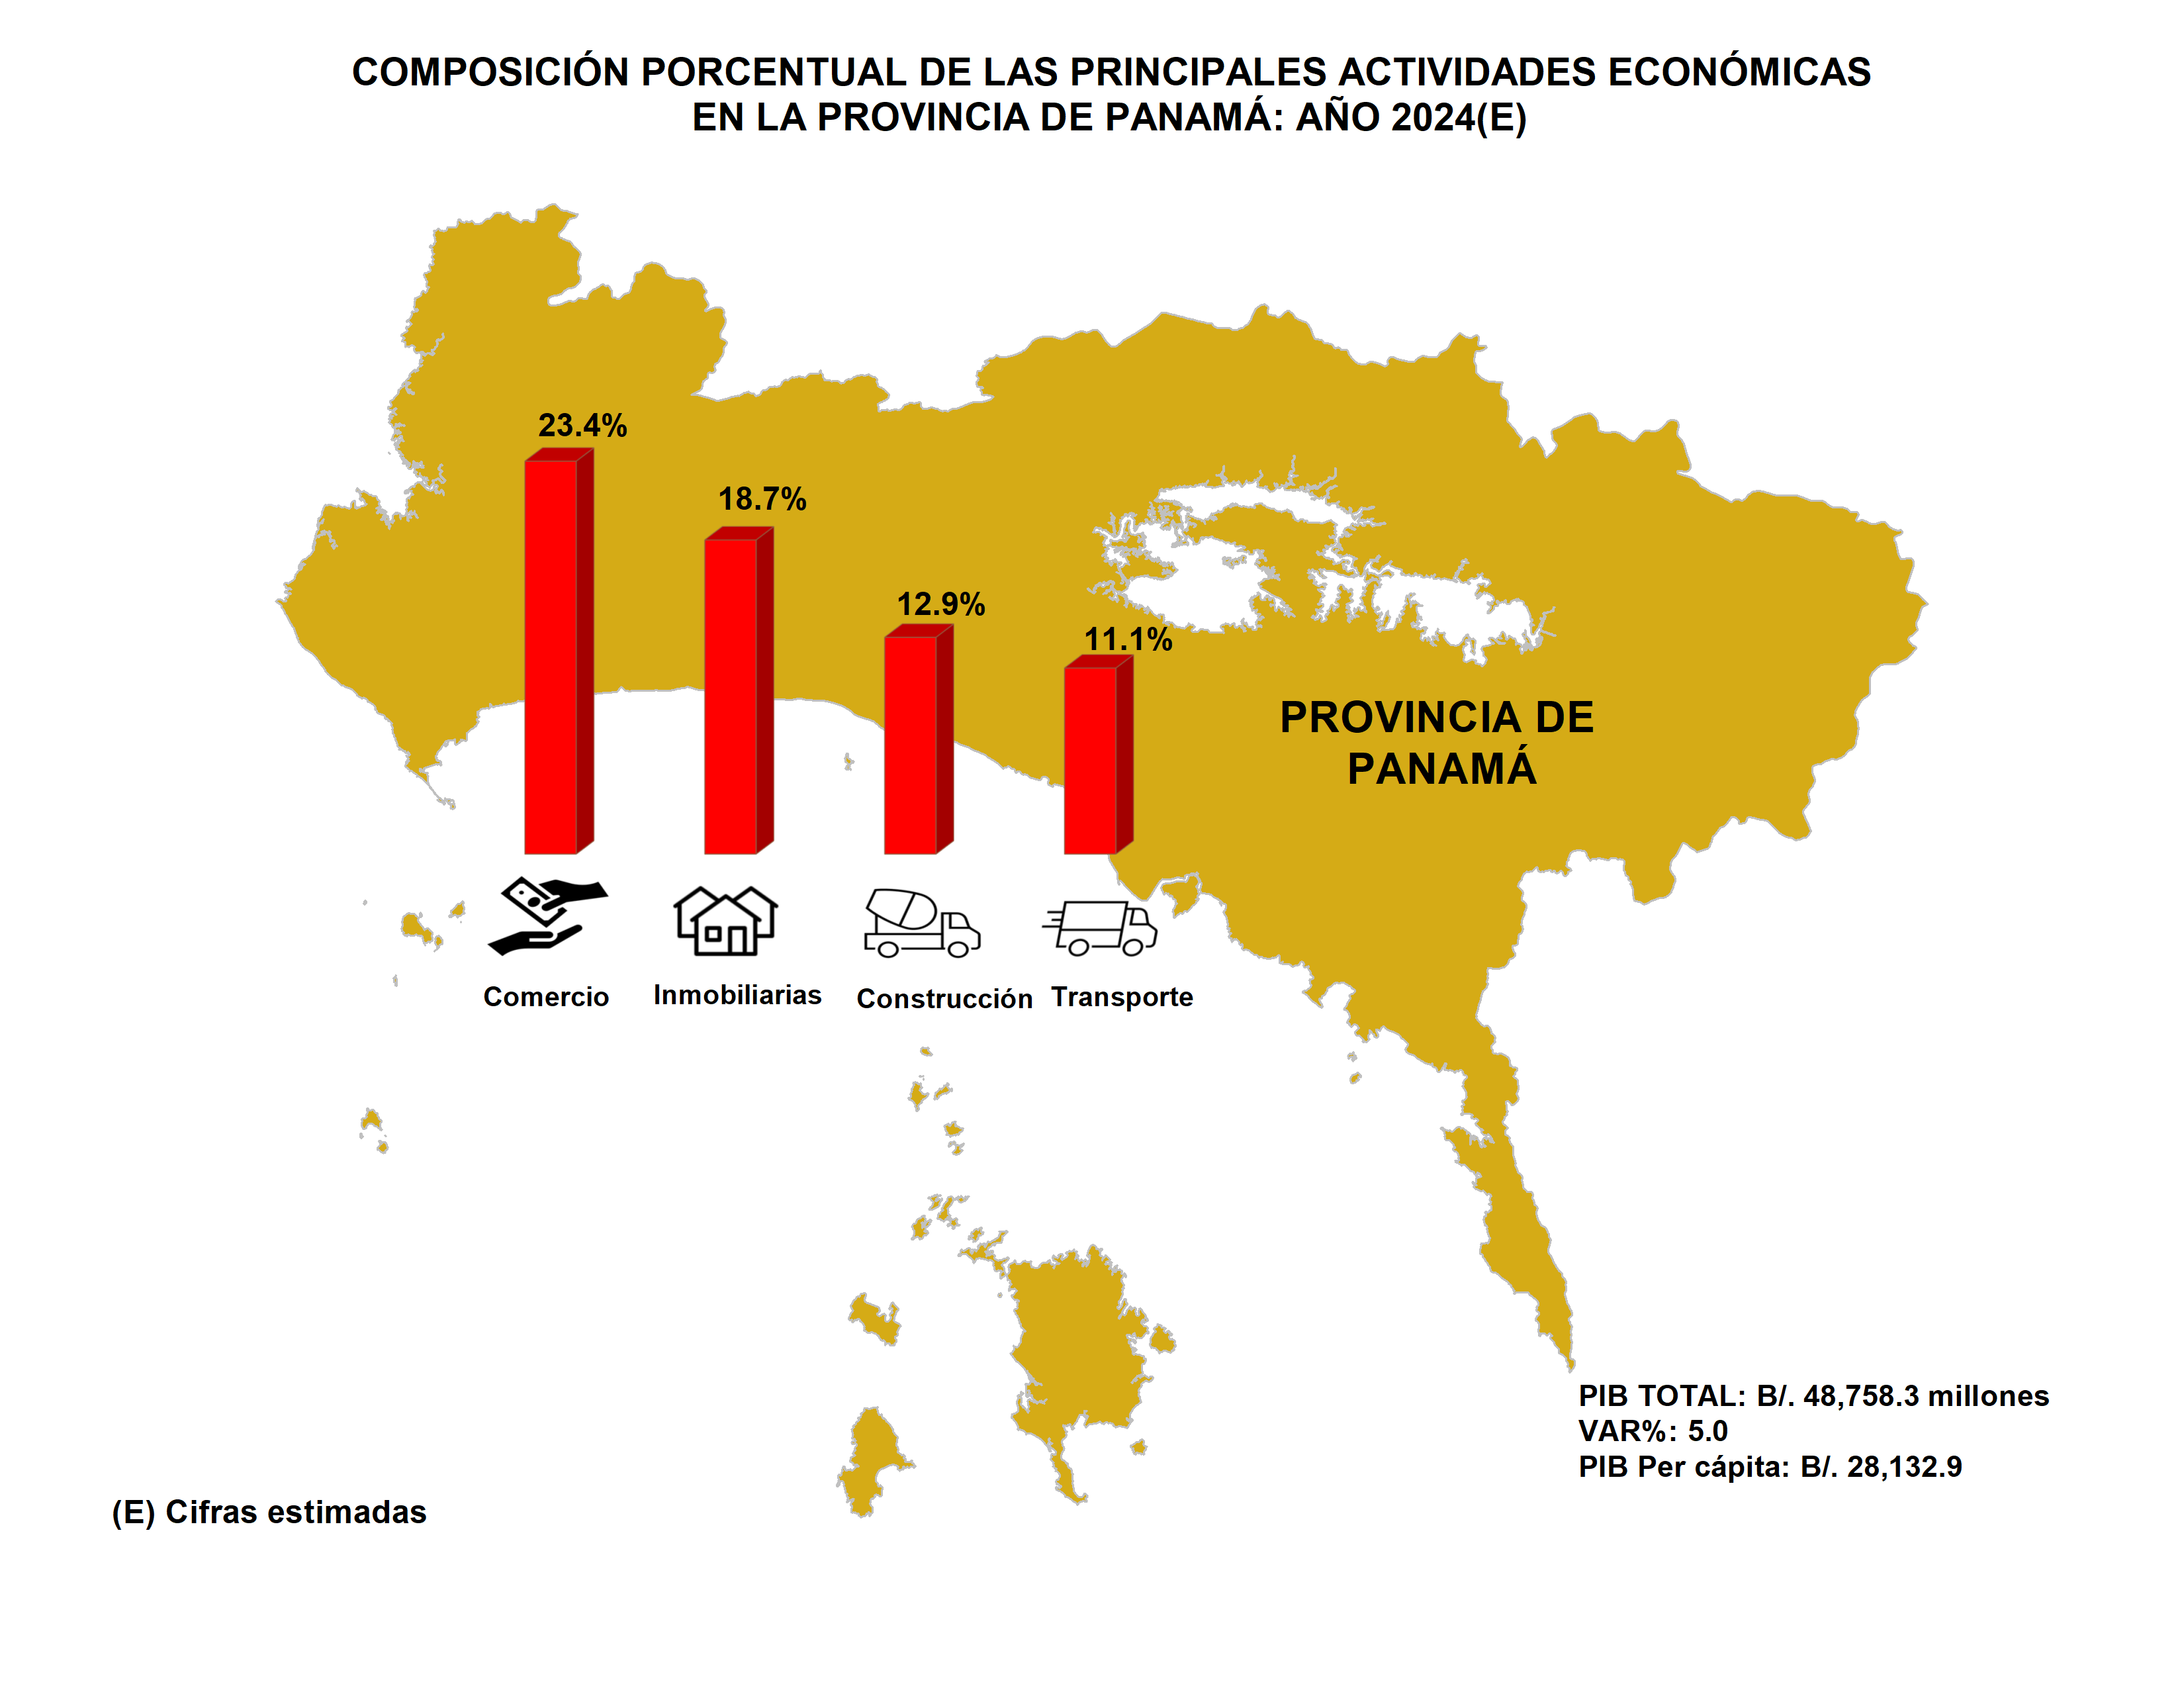 COMPOSICIÓN PORCENTUAL DE LAS PRINCIPALES ACTIVIDADES ECONÓMICAS
EN LA PROVINCIA DE PANAMÁ: AÑO 2024(E)
23.4%
18.7%
12.9%
11.1%
PROVINCIA DE
PANAMÁ
Comercio
Inmobiliarias
Construcción
Transporte
PIB TOTAL: B/. 48,758.3 millones
VAR%: 5.0
PIB Per cápita: B/. 28,132.9
(E) Cifras estimadas